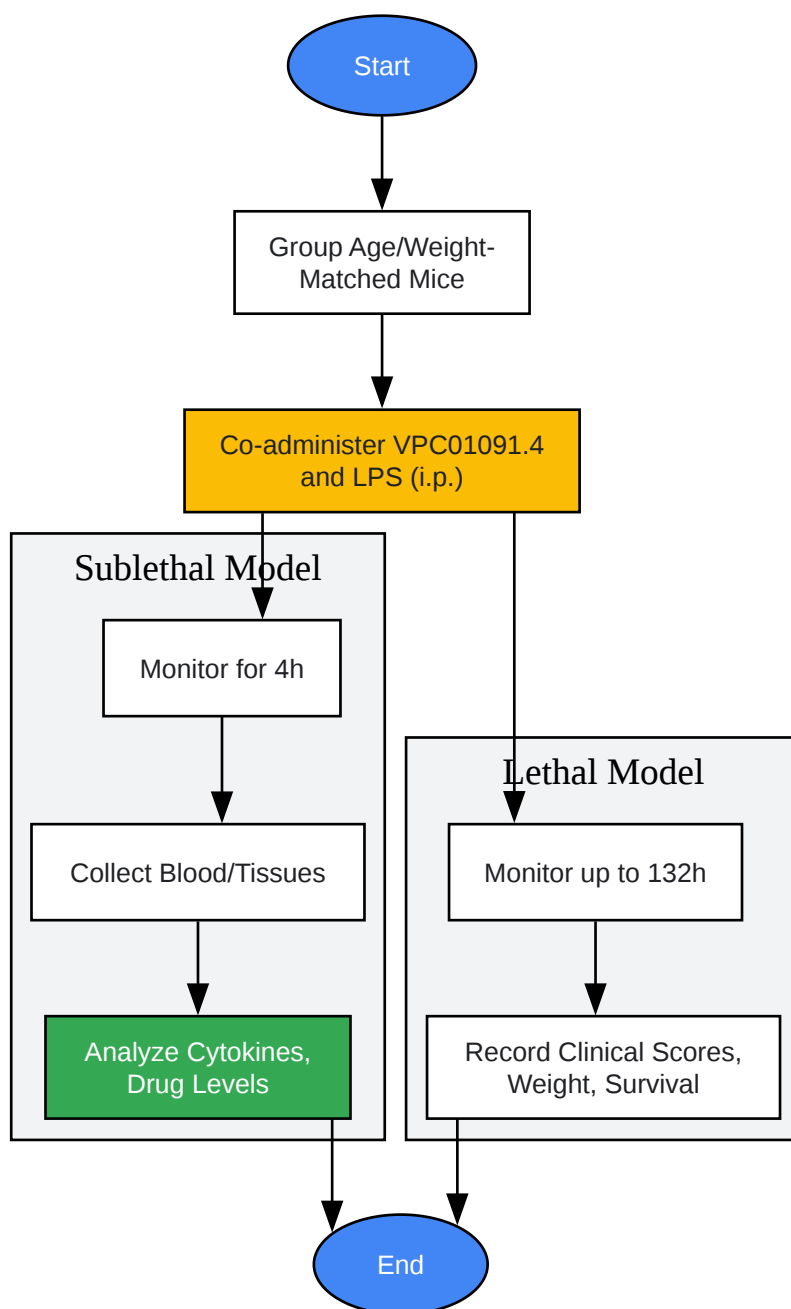 Start
Group Age/Weight-
Matched Mice
Co-administer VPC01091.4
and LPS (i.p.)
Sublethal Model
Monitor for 4h
Collect Blood/Tissues
Analyze Cytokines,
Drug Levels
Lethal Model
Monitor up to 132h
Record Clinical Scores,
Weight, Survival
End